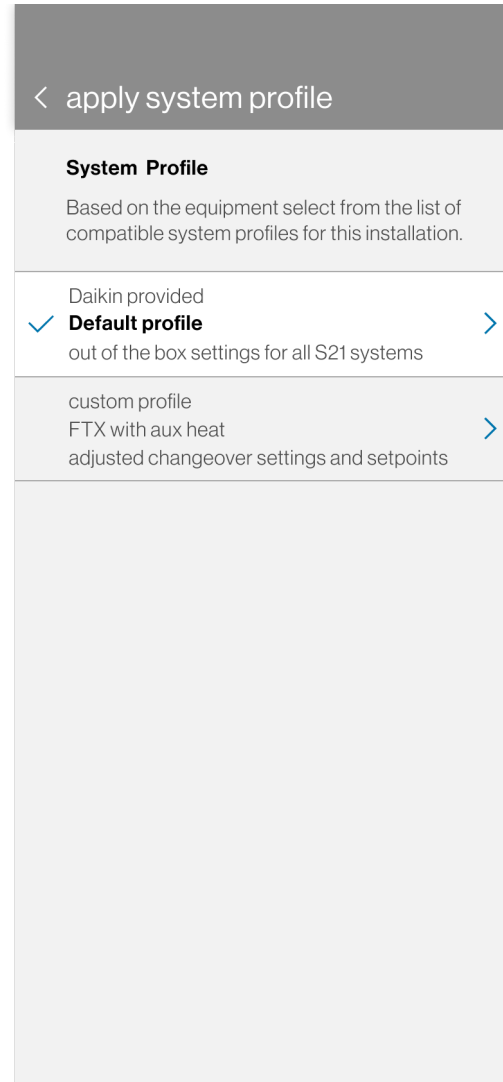 apply system profile
System Profile
Based on the equipment select from the list of
compatible system profiles for this installation.
Daikin provided
Default profile
out of the box settings for all S21 systems
custom profile
FTX with aux heat
adjusted changeover settings and setpoints